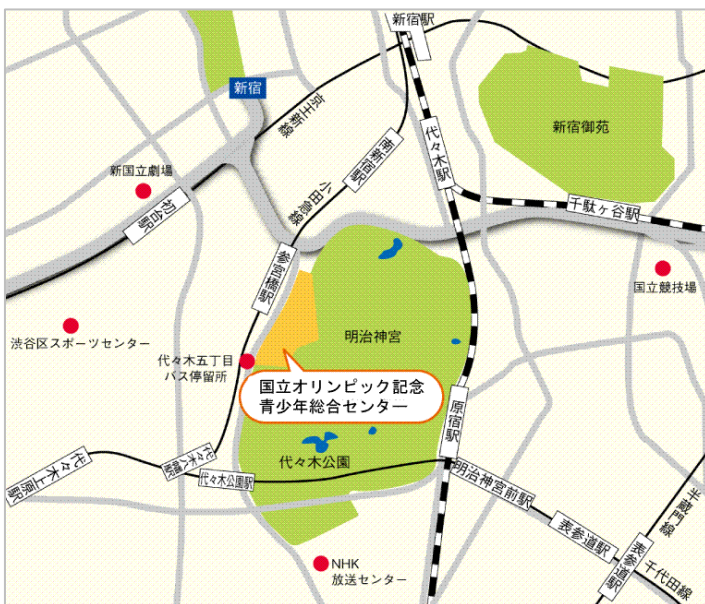 新宿駅
新宿
京王新線
新宿御苑
代々木駅
南新宿駅
新国立劇場
小田急線
初台駅
千駄ヶ谷駅
参宮橋駅
国立競技場
渋谷区スポーツセンター
明治神宮
代々木五丁目
バス停留所
国立オリンピック記念
青少年総合センター
原宿駅
代々木上原駅
代々木八幡駅
代々木公園
代々木公園駅
明治神宮前駅
半蔵門線
表参道駅
表参道駅
千代田線
NHK
放送センター